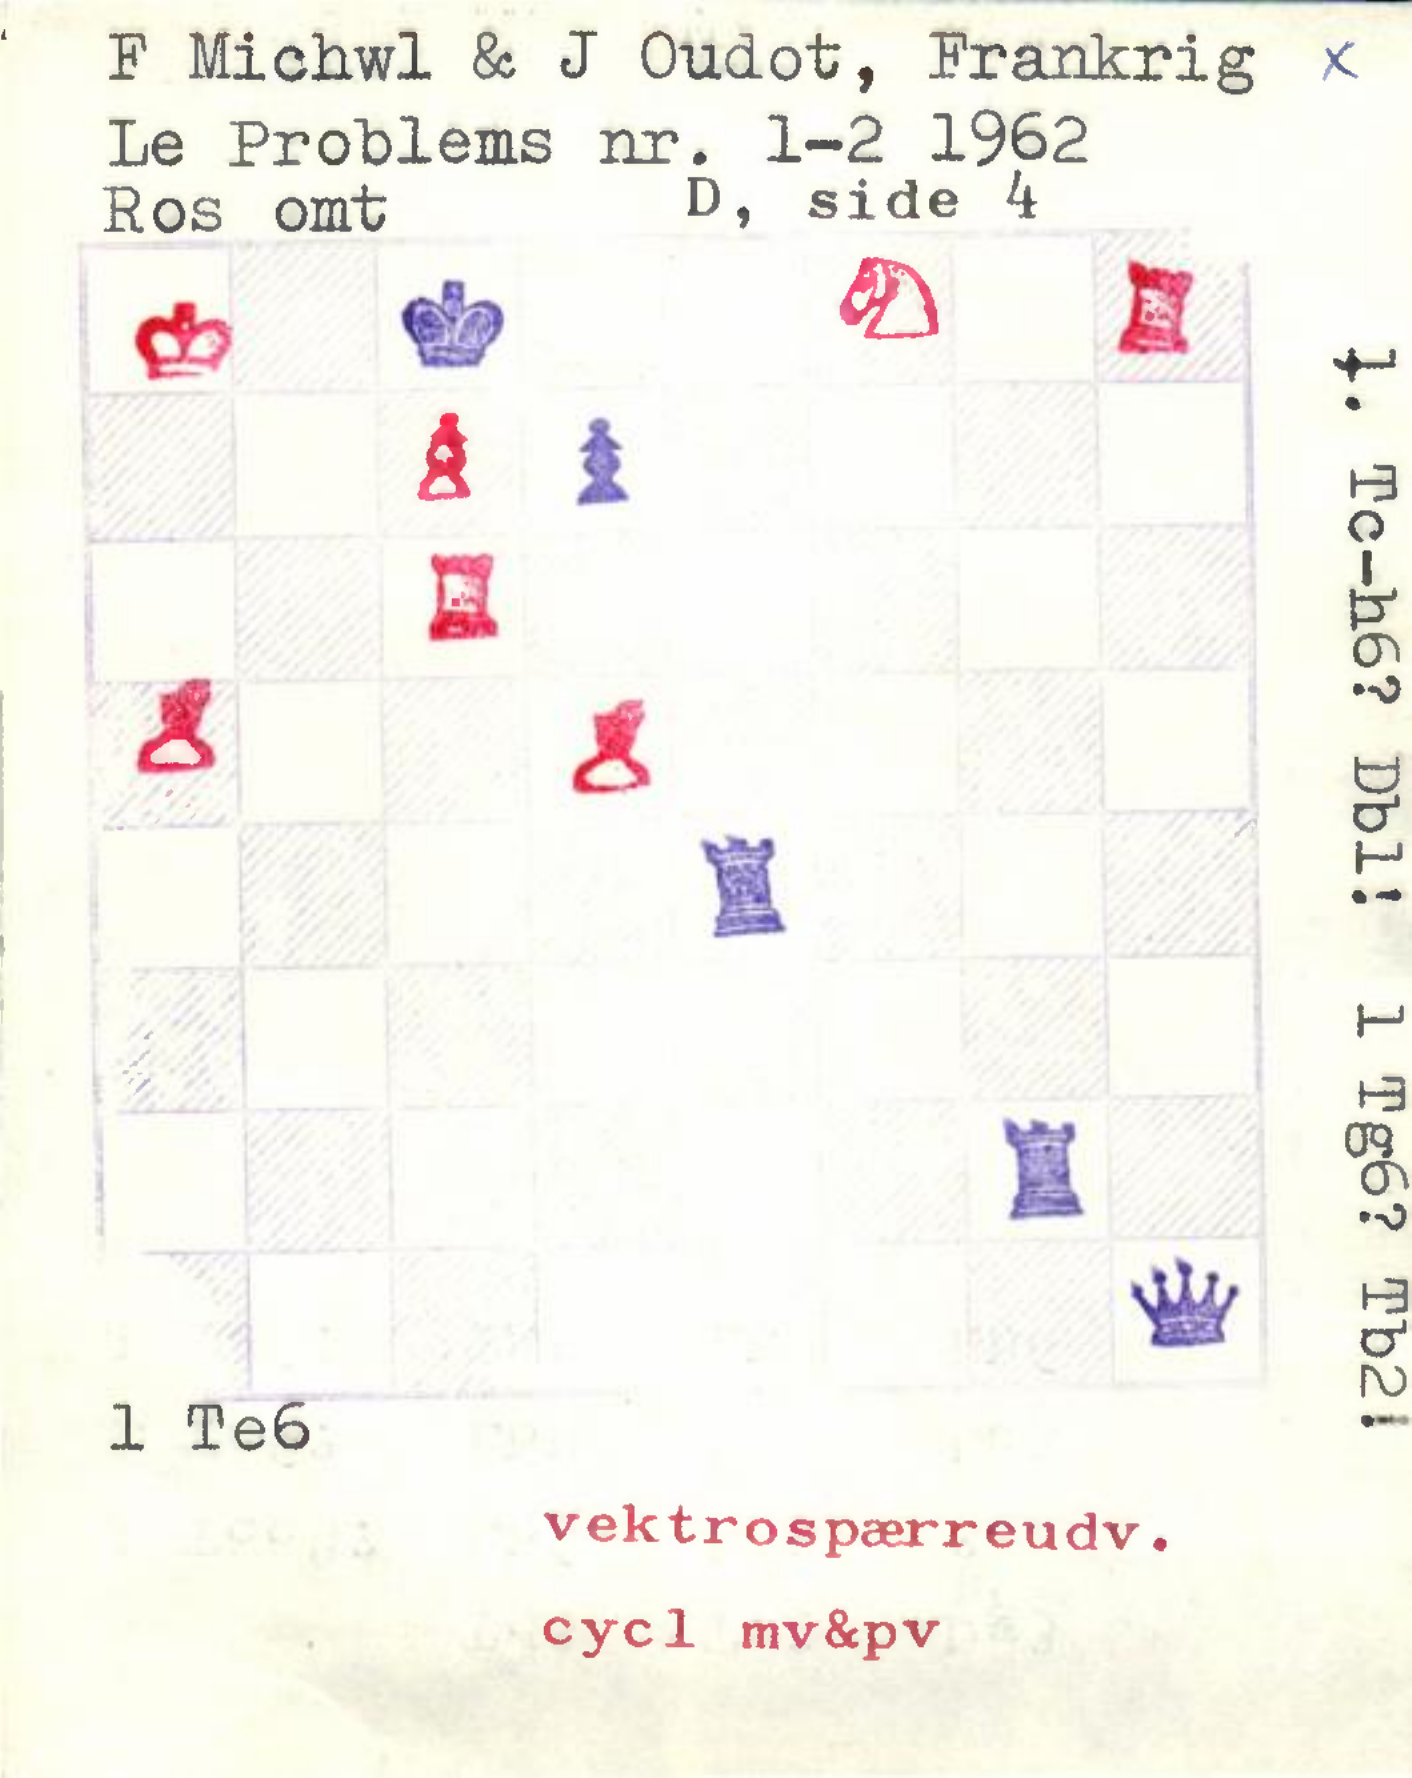 F Michwl & J Oudot, Frankrig x
Le Problems nr. 1-2 1962
Ros omt D, side 4
1. Tc-h6? Db1! 1 Tg6? Tb2!
1 Te6
vektrospærreudv.
cycl mv&pv